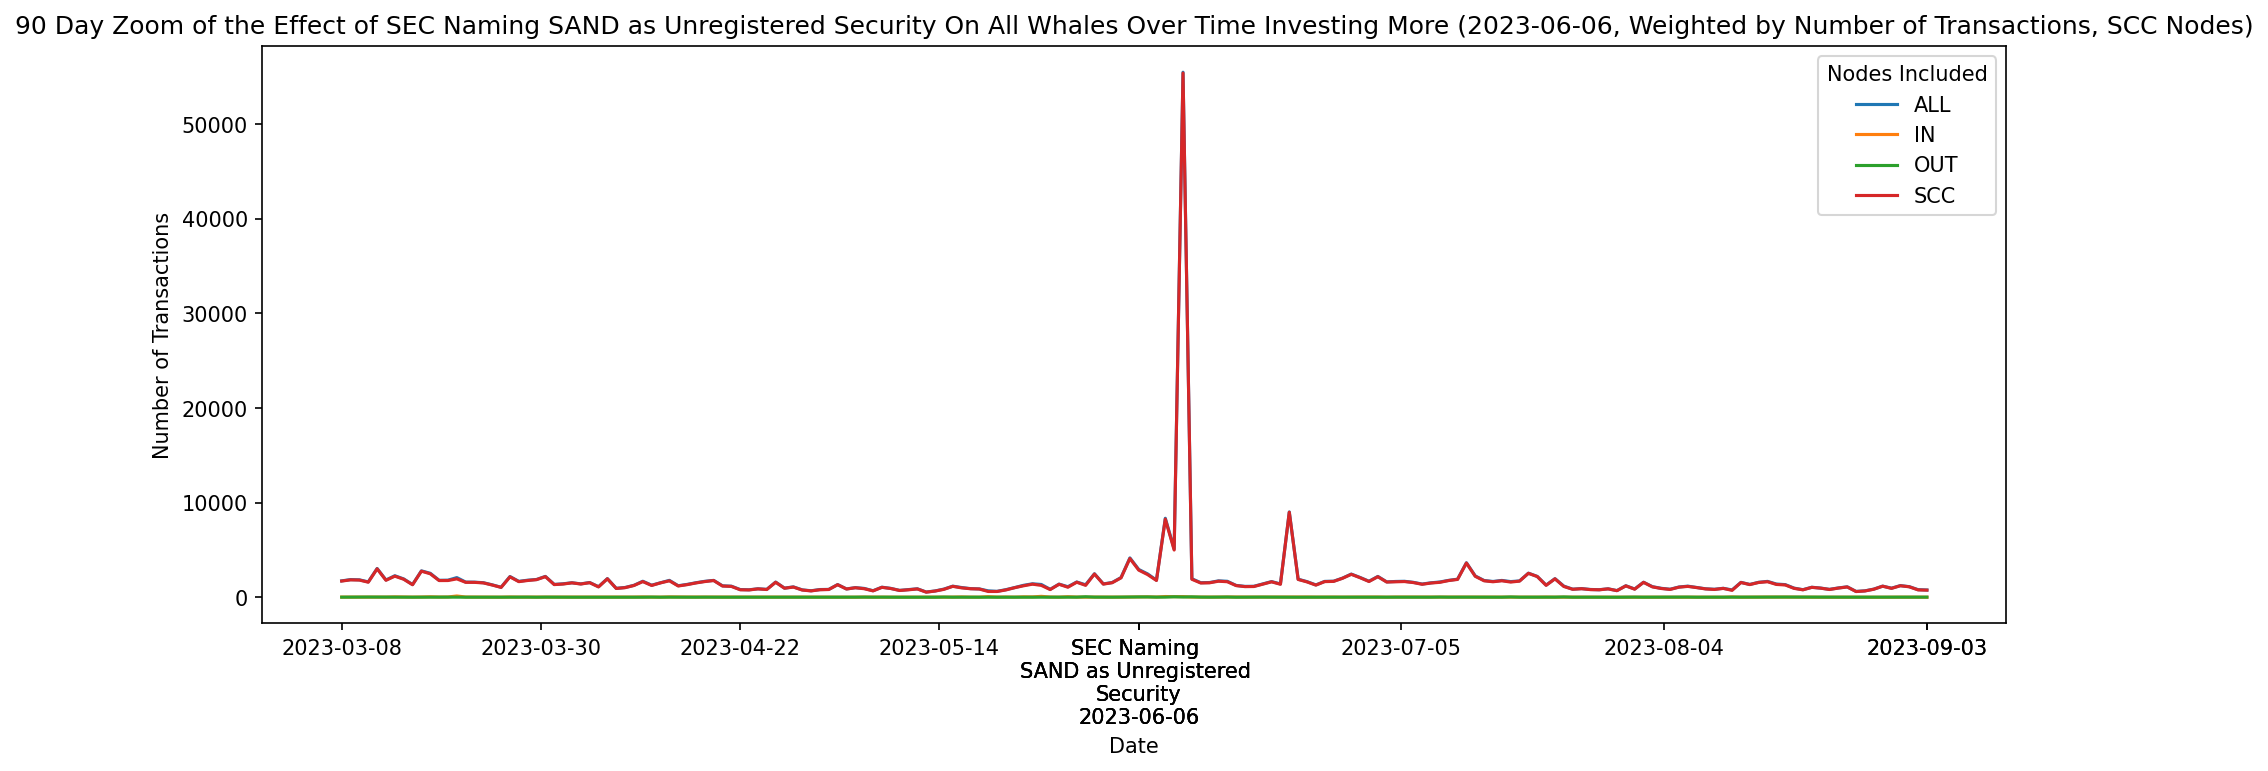 90 Day Zoom of the Effect of SEC Naming SAND as Unregistered Security On All Whales Over Time Investing More (2023-06-06, Weighted by Number of Transactions, SCC Nodes)
Nodes Included
ALL
IN
OUT
SCC
Number of Transactions
50000
40000
30000
20000
10000
0
2023-03-08
2023-03-30
2023-04-22
2023-05-14
SEC Naming
SAND as Unregistered
Security
2023-06-06
2023-07-05
2023-08-04
2023-09-03
Date